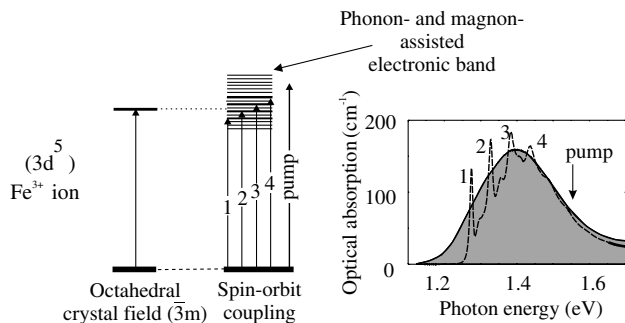 Phonon- and magnon-
assisted
electronic band
(3d⁵)
Fe³⁺ ion
1
2
3
4
pump
Octahedral
crystal field (3̅m)
Spin-orbit
coupling
Optical absorption (cm⁻¹)
200
100
0
1
2
3
4
pump
1.2
1.4
1.6
Photon energy (eV)